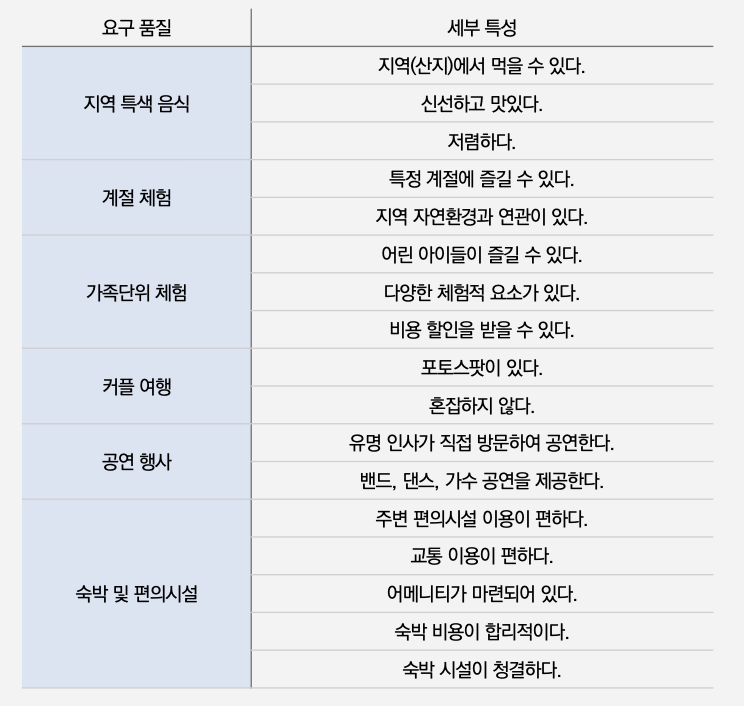 요구 품질
세부 특성
지역 특색 음식
지역(산지)에서 먹을 수 있다.
신선하고 맛있다.
저렴하다.
계절 체험
특정 계절에 즐길 수 있다.
지역 자연환경과 연관이 있다.
가족단위 체험
어린 아이들이 즐길 수 있다.
다양한 체험적 요소가 있다.
비용 할인을 받을 수 있다.
커플 여행
포토스팟이 있다.
혼잡하지 않다.
공연 행사
유명 인사가 직접 방문하여 공연한다.
밴드, 댄스, 가수 공연을 제공한다.
숙박 및 편의시설
주변 편의시설 이용이 편하다.
교통 이용이 편하다.
어메니티가 마련되어 있다.
숙박 비용이 합리적이다.
숙박 시설이 청결하다.